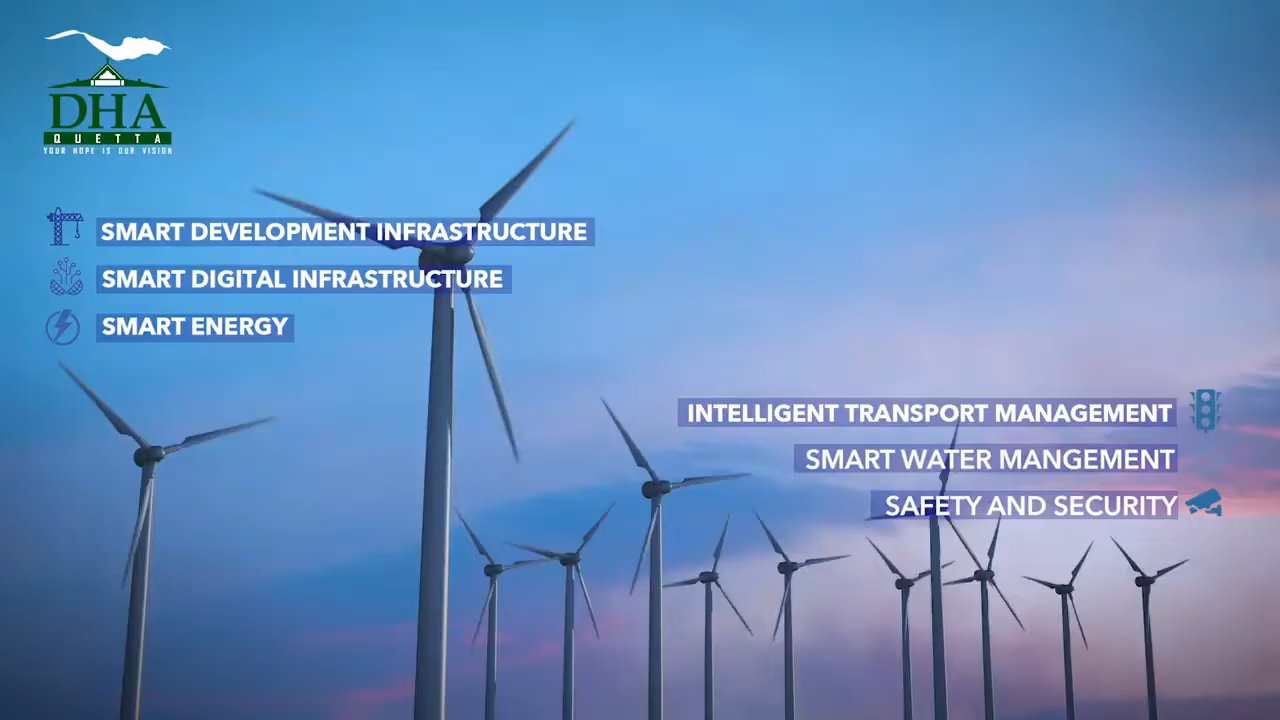 DHA
QUETTA
YOUR HOPE IS OUR VISION
SMART DEVELOPMENT INFRASTRUCTURE
SMART DIGITAL INFRASTRUCTURE
SMART ENERGY
INTELLIGENT TRANSPORT MANAGEMENT
SMART WATER MANGEMENT
SAFETY AND SECURITY